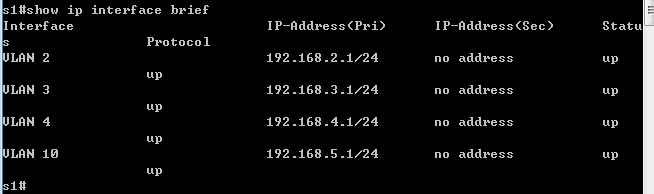 s1#show ip interface brief
Interface IP-Address(Pri) IP-Address(Sec) Statu
s Protocol
VLAN 2 192.168.2.1/24 no address up
up
VLAN 3 192.168.3.1/24 no address up
up
VLAN 4 192.168.4.1/24 no address up
up
VLAN 10 192.168.5.1/24 no address up
up
s1#